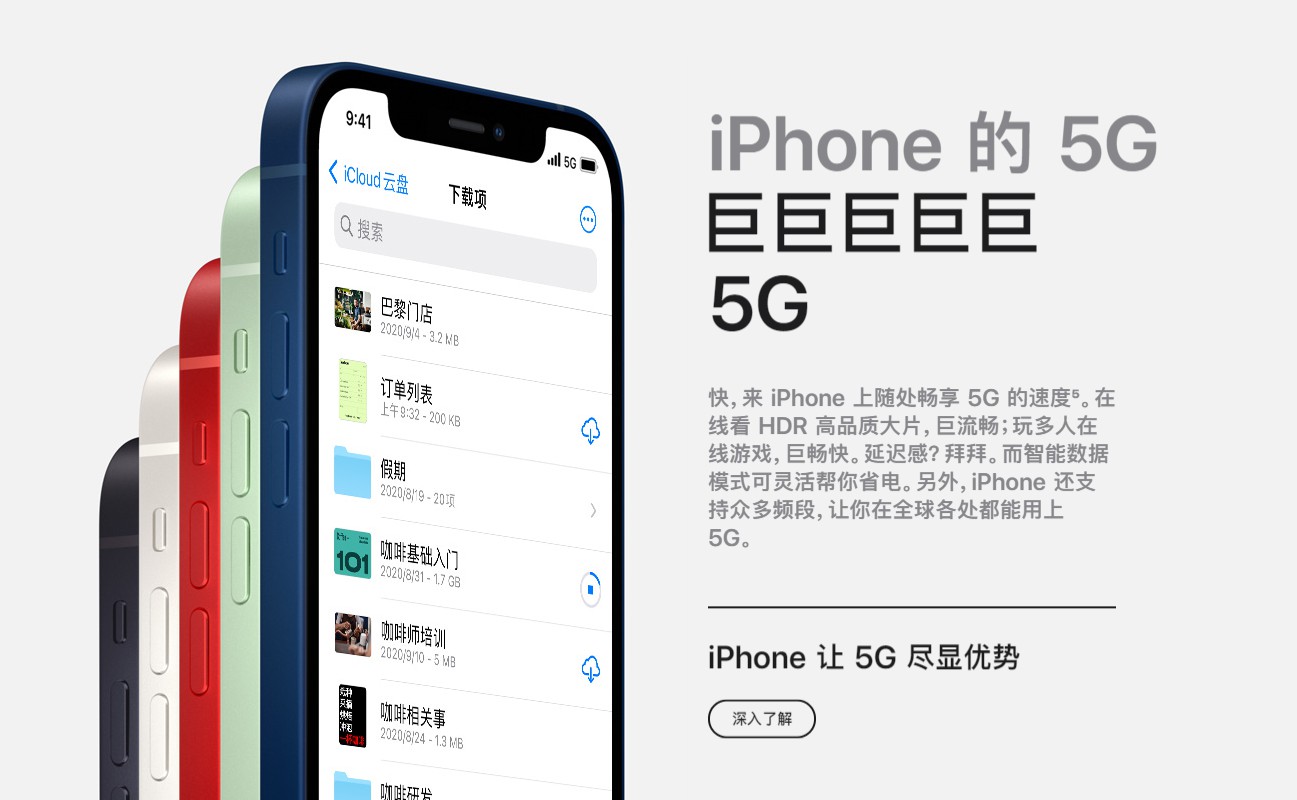 9:41
5G
iCloud 云盘
下载项
搜索
巴黎门店
2020/9/4 - 3.2 MB
订单列表
上午9:32 - 200 KB
假期
2020/8/19 - 20项
101
咖啡基础入门
2020/8/31 - 1.7 GB
咖啡师培训
2020/9/10 - 5 MB
咖啡相关事
2020/8/24 - 1.3 MB
咖啡研发
iPhone 的 5G
巨巨巨巨巨
5G
快，来 iPhone 上随处畅享 5G 的速度⁵。在
线看 HDR 高品质大片，巨流畅；玩多人在
线游戏，巨畅快。延迟感？拜拜。而智能数据
模式可灵活帮你省电。另外，iPhone 还支
持众多频段，让你在全球各处都能用上
5G。
iPhone 让 5G 尽显优势
深入了解